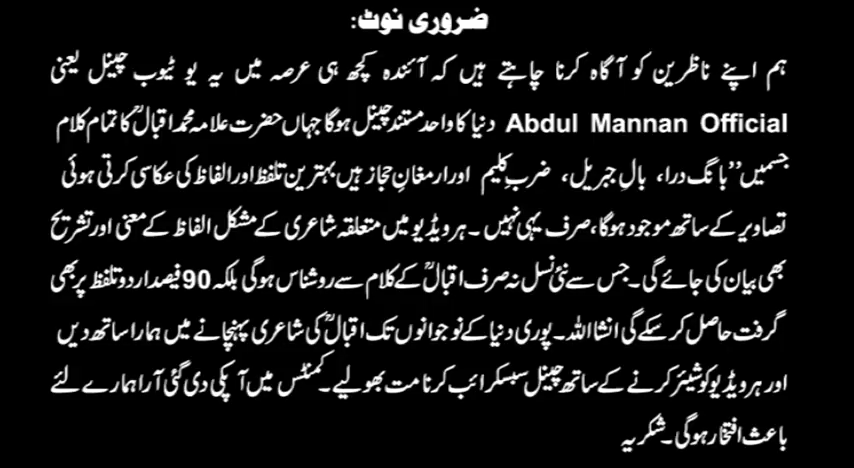 ضروری نوٹ:
ہم اپنے ناظرین کو آگاہ کرنا چاہتے ہیں کہ آئندہ کچھ ہی عرصہ میں یہ یو ٹیوب چینل یعنی
Abdul Mannan Official دنیا کا واحد مستند چینل ہوگا جہاں حضرت علامہ محمد اقبالؒ کا تمام کلام
جسمیں ”بانگ درا، بالِ جبریل، ضربِ کلیم اور ارمغانِ حجاز ہیں بہترین تلفظ اور الفاظ کی عکاسی کرتی ہوئی
تصاویر کے ساتھ موجود ہوگا، صرف یہی نہیں۔ ہر ویڈیو میں متعلقہ شاعری کے مشکل الفاظ کے معنی اور تشریح
بھی بیان کی جائے گی۔ جس سے نئی نسل نہ صرف اقبالؒ کے کلام سے روشناس ہوگی بلکہ 90 فیصد اردو تلفظ پر بھی
گرفت حاصل کر سکے گی انشا اللہ۔ پوری دنیا کے نوجوانوں تک اقبالؒ کی شاعری پہنچانے میں ہمارا ساتھ دیں
اور ہر ویڈیو کو شیئر کرنے کے ساتھ چینل سبسکرائب کرنا مت بھولیے۔ کمنٹس میں آپکی دی گئی آرا ہمارے لئے
باعث افتخار ہوگی۔ شکریہ